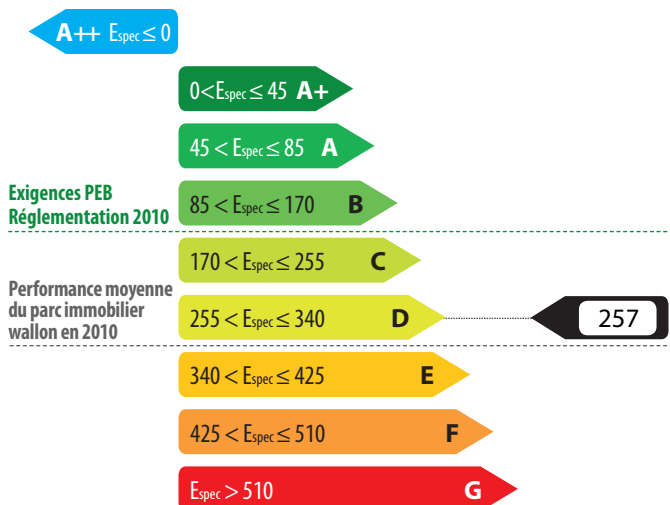 A++ Espec ≤ 0
0<Espec ≤ 45 A+
45 < Espec ≤ 85 A
Exigences PEB
Réglementation 2010
85 < Espec ≤ 170 B
170 < Espec ≤ 255 C
Performance moyenne
du parc immobilier
wallon en 2010
255 < Espec ≤ 340 D
257
340 < Espec ≤ 425 E
425 < Espec ≤ 510 F
Espec > 510 G